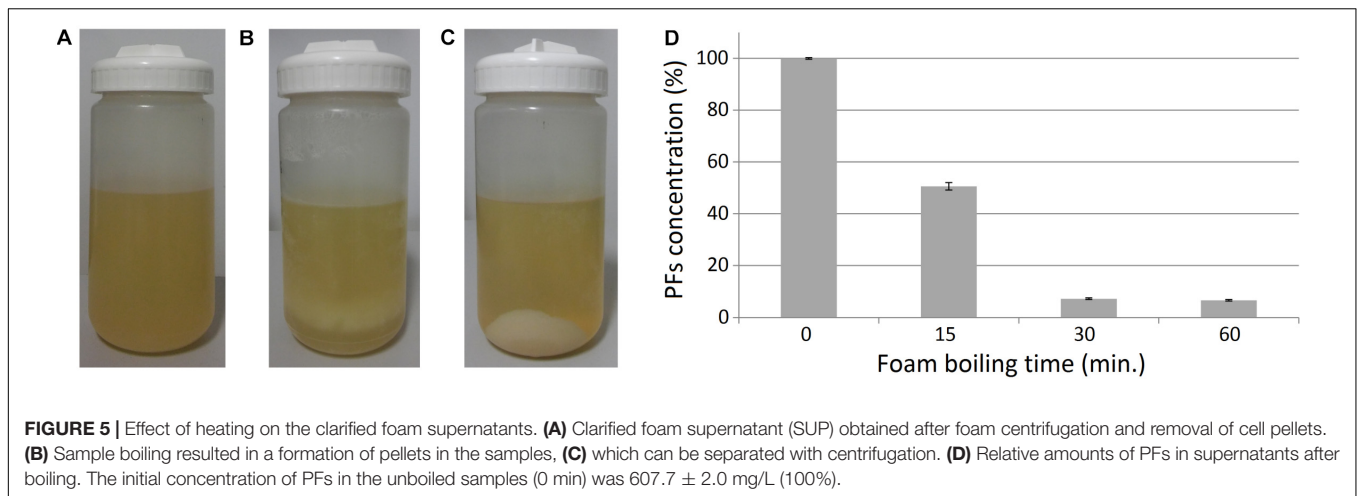 A
B
C
D
PFs concentration (%)
100
80
60
40
20
0
0 15 30 60
Foam boiling time (min.)
FIGURE 5 | Effect of heating on the clarified foam supernatants. (A) Clarified foam supernatant (SUP) obtained after foam centrifugation and removal of cell pellets.
(B) Sample boiling resulted in a formation of pellets in the samples, (C) which can be separated with centrifugation. (D) Relative amounts of PFs in supernatants after
boiling. The initial concentration of PFs in the unboiled samples (0 min) was 607.7 ± 2.0 mg/L (100%).